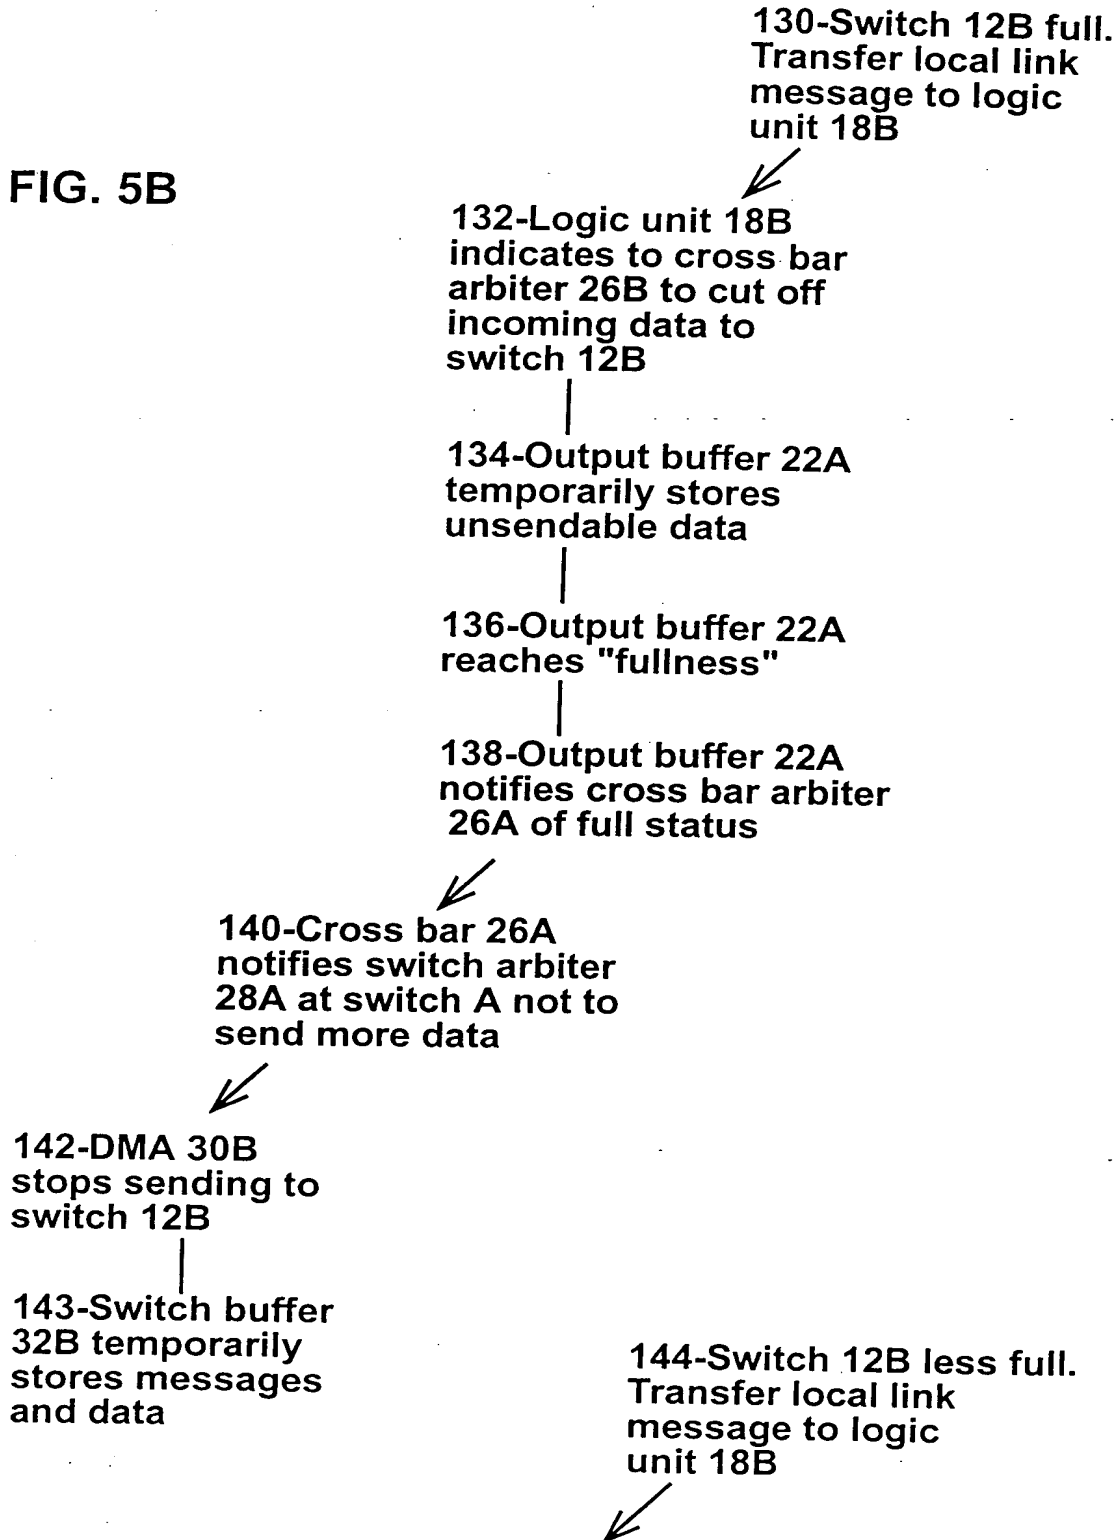 130-Switch 12B full.
Transfer local link
message to logic
unit 18B
FIG. 5B
132-Logic unit 18B
indicates to cross bar
arbiter 26B to cut off
incoming data to
switch 12B
134-Output buffer 22A
temporarily stores
unsendable data
136-Output buffer 22A
reaches "fullness"
138-Output buffer 22A
notifies cross bar arbiter
26A of full status
140-Cross bar 26A
notifies switch arbiter
28A at switch A not to
send more data
142-DMA 30B
stops sending to
switch 12B
143-Switch buffer
32B temporarily
stores messages
and data
144-Switch 12B less full.
Transfer local link
message to logic
unit 18B